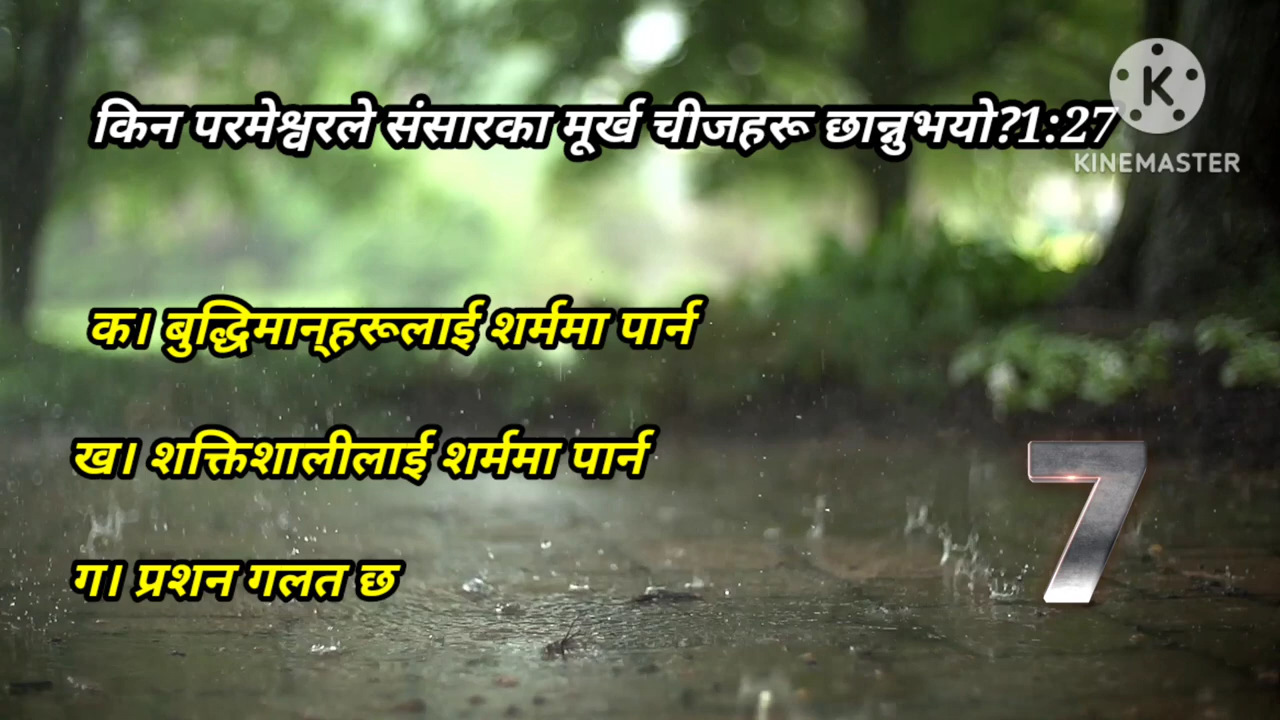 किन परमेश्वरले संसारका मूर्ख चीजहरू छान्नुभयो?1:27
KINEMASTER
क। बुद्धिमान्‌हरूलाई शर्ममा पार्न
ख। शक्तिशालीलाई शर्ममा पार्न
ग। प्रशन गलत छ
7